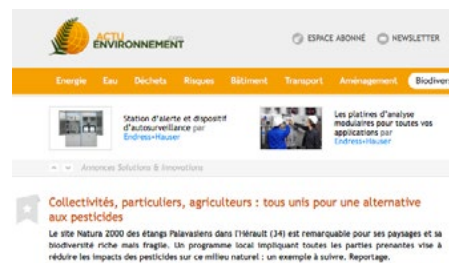 ACTU
.com
ENVIRONNEMENT
ESPACE ABONNÉ NEWSLETTER
Energie Eau Déchets Risques Bâtiment Transport Aménagement Biodiver
Station d'alerte et dispositif
d'autosurveillance par
Endress+Hauser
Les platines d'analyse
modulaires pour toutes vos
applications par
Endress+Hauser
Annonces Solutions & Innovations
Collectivités, particuliers, agriculteurs : tous unis pour une alternative
aux pesticides
Le site Natura 2000 des étangs Palavasiens dans l'Hérault (34) est remarquable pour ses paysages et sa
biodiversité riche mais fragile. Un programme local impliquant toutes les parties prenantes vise à
réduire les impacts des pesticides sur ce milieu naturel : un exemple à suivre. Reportage.